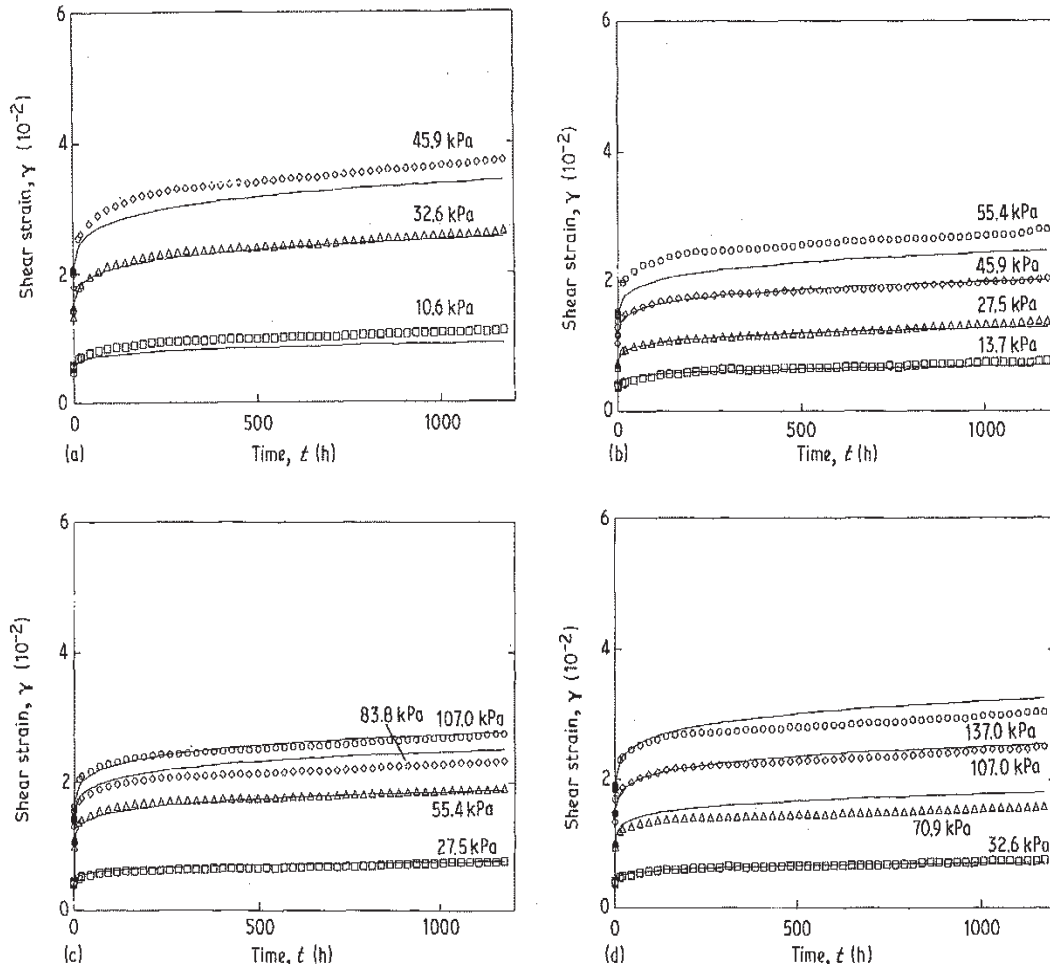 6
4
2
0
Shear strain, γ (10⁻²)
45.9 kPa
32.6 kPa
10.6 kPa
0
500
1000
(a)
Time, t (h)
6
4
2
0
Shear strain, γ (10⁻²)
55.4 kPa
45.9 kPa
27.5 kPa
13.7 kPa
0
500
1000
(b)
Time, t (h)
6
4
2
0
Shear strain, γ (10⁻²)
83.8 kPa
107.0 kPa
55.4 kPa
27.5 kPa
0
500
1000
(c)
Time, t (h)
6
4
2
0
Shear strain, γ (10⁻²)
137.0 kPa
107.0 kPa
70.9 kPa
32.6 kPa
0
500
1000
(d)
Time, t (h)